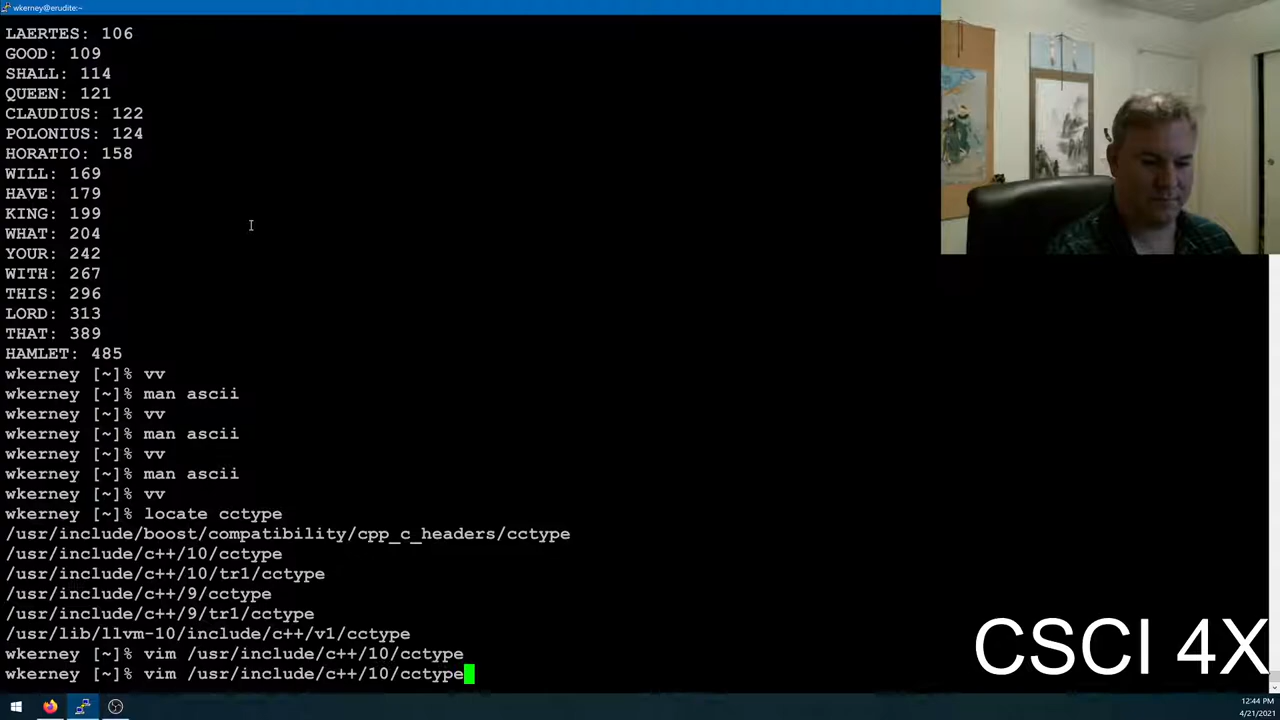 wkerney@erudite:~
LAERTES: 106
GOOD: 109
SHALL: 114
QUEEN: 121
CLAUDIUS: 122
POLONIUS: 124
HORATIO: 158
WILL: 169
HAVE: 179
KING: 199
WHAT: 204
YOUR: 242
WITH: 267
THIS: 296
LORD: 313
THAT: 389
HAMLET: 485
wkerney [~]% vv
wkerney [~]% man ascii
wkerney [~]% vv
wkerney [~]% man ascii
wkerney [~]% vv
wkerney [~]% man ascii
wkerney [~]% vv
wkerney [~]% locate cctype
/usr/include/boost/compatibility/cpp_c_headers/cctype
/usr/include/c++/10/cctype
/usr/include/c++/10/tr1/cctype
/usr/include/c++/9/cctype
/usr/include/c++/9/tr1/cctype
/usr/lib/llvm-10/include/c++/v1/cctype
wkerney [~]% vim /usr/include/c++/10/cctype
wkerney [~]% vim /usr/include/c++/10/cctype
CSCI 4X
12:44 PM
4/21/2021